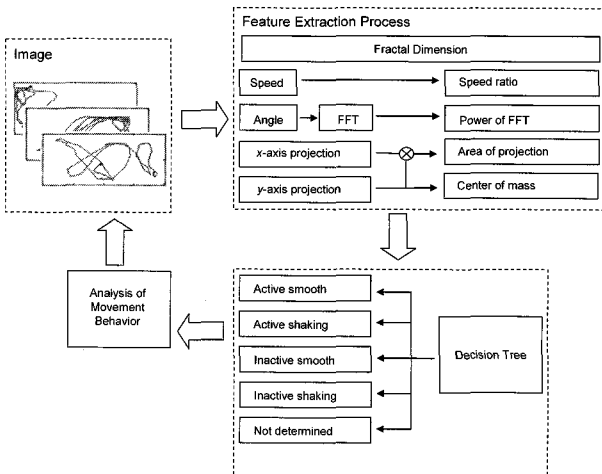 Feature Extraction Process
Fractal Dimension
Image
Speed
Speed ratio
Angle
FFT
Power of FFT
x-axis projection
Area of projection
y-axis projection
Center of mass
Analysis of
Movement
Behavior
Active smooth
Active shaking
Inactive smooth
Inactive shaking
Not determined
Decision Tree